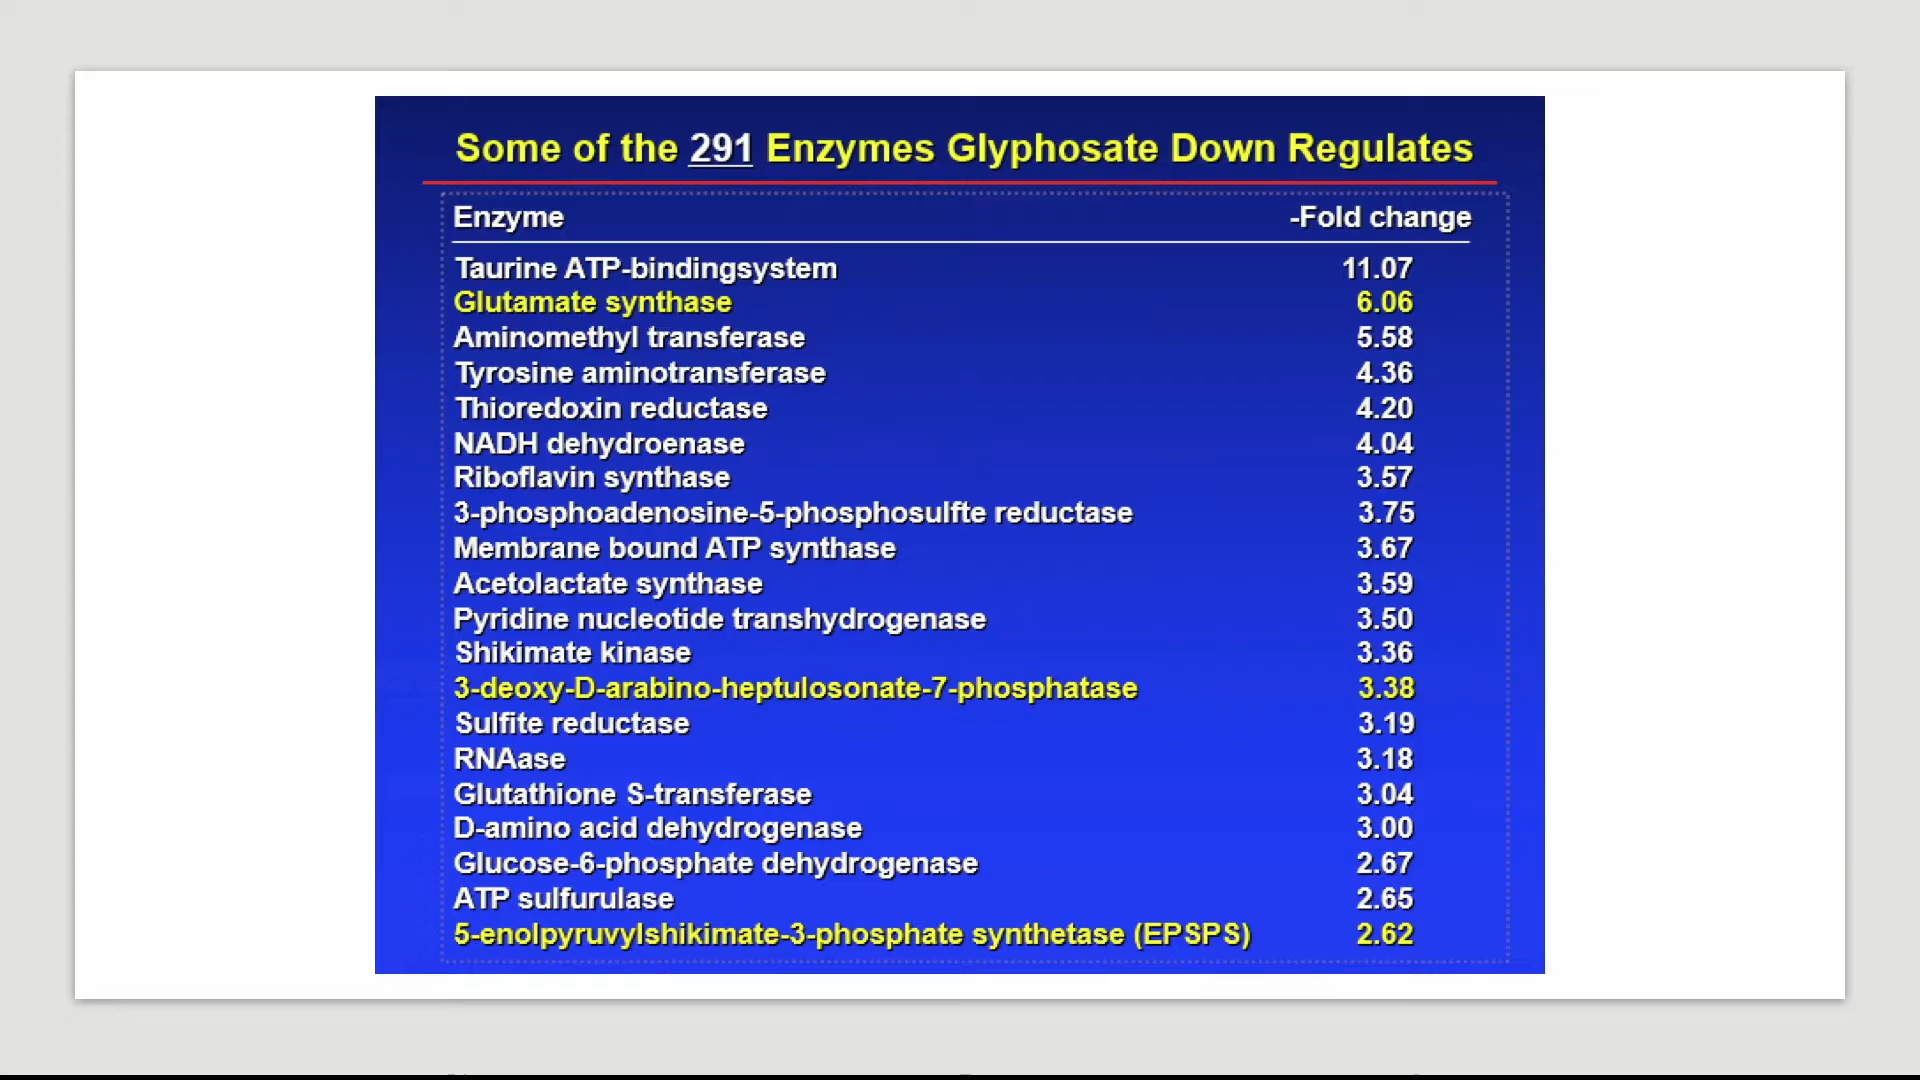 Some of the 291 Enzymes Glyphosate Down Regulates
Enzyme -Fold change
Taurine ATP-bindingsystem 11.07
Glutamate synthase 6.06
Aminomethyl transferase 5.58
Tyrosine aminotransferase 4.36
Thioredoxin reductase 4.20
NADH dehydroenase 4.04
Riboflavin synthase 3.57
3-phosphoadenosine-5-phosphosulfte reductase 3.75
Membrane bound ATP synthase 3.67
Acetolactate synthase 3.59
Pyridine nucleotide transhydrogenase 3.50
Shikimate kinase 3.36
3-deoxy-D-arabino-heptulosonate-7-phosphatase 3.38
Sulfite reductase 3.19
RNAase 3.18
Glutathione S-transferase 3.04
D-amino acid dehydrogenase 3.00
Glucose-6-phosphate dehydrogenase 2.67
ATP sulfurulase 2.65
5-enolpyruvylshikimate-3-phosphate synthetase (EPSPS) 2.62